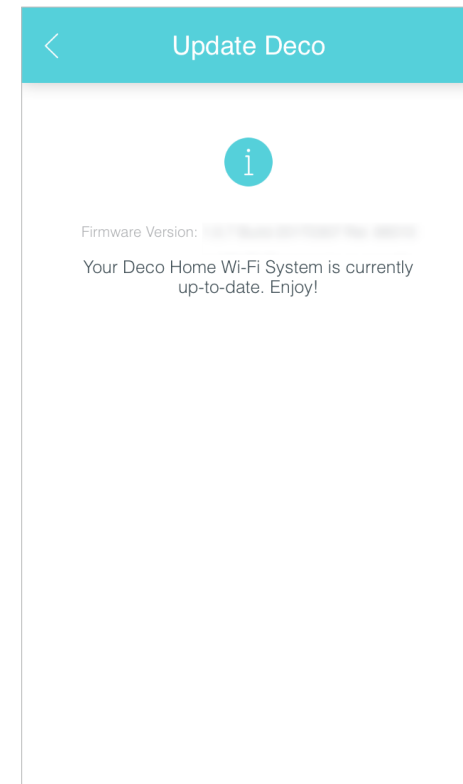 Update Deco
i
Firmware Version:
Your Deco Home Wi-Fi System is currently
up-to-date. Enjoy!